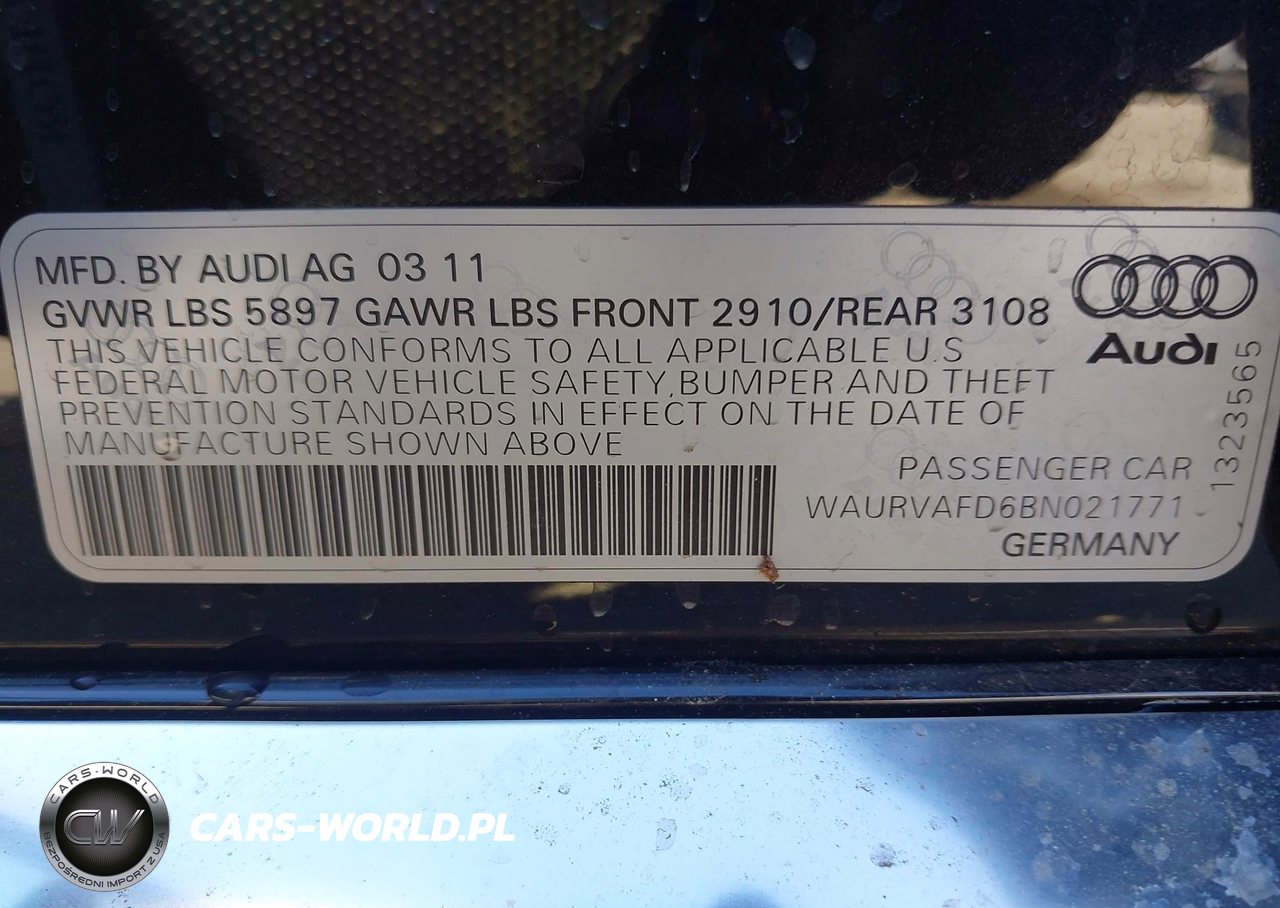 MFD. BY AUDI AG 03 11
GVWR LBS 5897 GAWR LBS FRONT 2910/REAR 3108
THIS VEHICLE CONFORMS TO ALL APPLICABLE U.S
FEDERAL MOTOR VEHICLE SAFETY,BUMPER AND THEFT
PREVENTION STANDARDS IN EFFECT ON THE DATE OF
MANUFACTURE SHOWN ABOVE
Audi
1323565
PASSENGER CAR
WAURVAFD6BN021771
GERMANY
CARS-WORLD
CW
BEZPOŚREDNI IMPORT Z USA
CARS-WORLD.PL